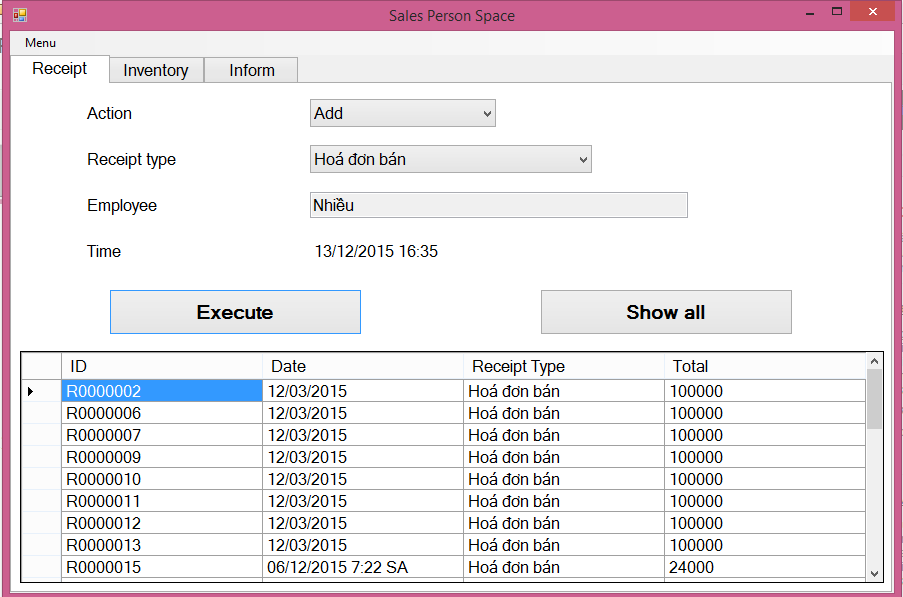 Sales Person Space
Menu
Receipt Inventory Inform
Action Add
Receipt type Hoá đơn bán
Employee Nhiều
Time 13/12/2015 16:35
Execute Show all
ID Date Receipt Type Total
R0000002 12/03/2015 Hoá đơn bán 100000
R0000006 12/03/2015 Hoá đơn bán 100000
R0000007 12/03/2015 Hoá đơn bán 100000
R0000009 12/03/2015 Hoá đơn bán 100000
R0000010 12/03/2015 Hoá đơn bán 100000
R0000011 12/03/2015 Hoá đơn bán 100000
R0000012 12/03/2015 Hoá đơn bán 100000
R0000013 12/03/2015 Hoá đơn bán 100000
R0000015 06/12/2015 7:22 SA Hoá đơn bán 24000